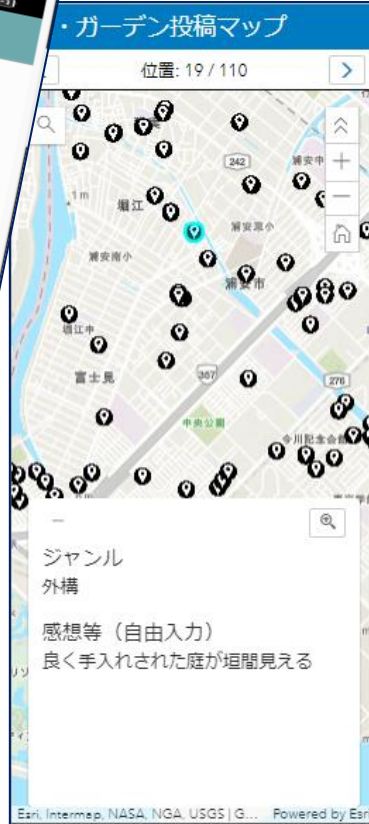 ・ガーデン投稿マップ
位置: 19 / 110
242
浦安中
1 m
堀江
浦安南小
浦安市
堀江中
富士見
357
276
中央公園
今川記念会館
ジャンル
外構
感想等（自由入力）
良く手入れされた庭が垣間見える
Esri, Intermap, NASA, NGA, USGS | G... Powered by Esri